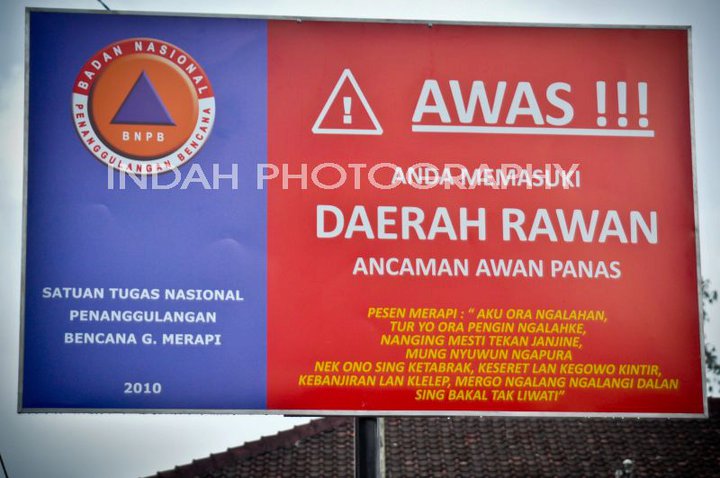 BADAN NASIONAL
PENANGGULANGAN BENCANA
BNPB
SATUAN TUGAS NASIONAL
PENANGGULANGAN
BENCANA G. MERAPI
2010
AWAS !!!
INDAH PHOTOGRAPHY
ANDA MEMASUKI
DAERAH RAWAN
ANCAMAN AWAN PANAS
PESEN MERAPI : “ AKU ORA NGALAHAN,
TUR YO ORA PENGIN NGALAHKE,
NANGING MESTI TEKAN JANJINE,
MUNG NYUWUN NGAPURA
NEK ONO SING KETABRAK, KESERET LAN KEGOWO KINTIR,
KEBANJIRAN LAN KLELEP, MERGO NGALANG NGALANGI DALAN
SING BAKAL TAK LIWATI”